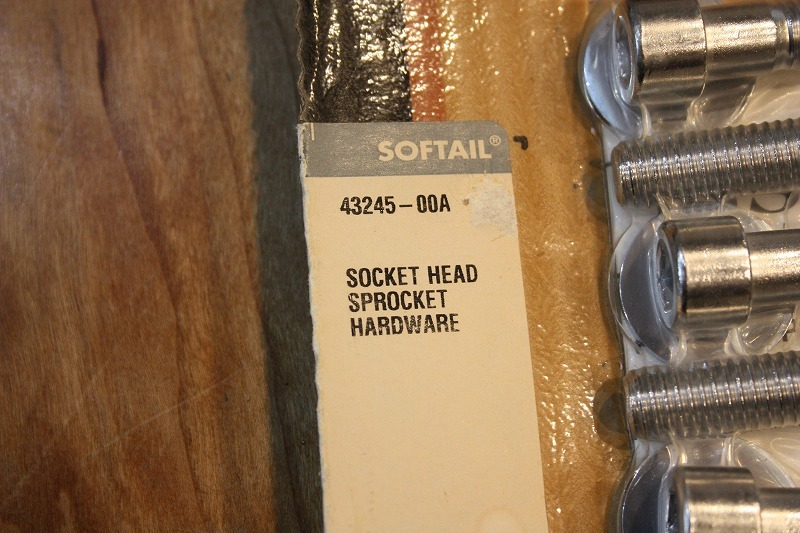 SOFTAIL®
43245-00A
SOCKET HEAD
SPROCKET
HARDWARE